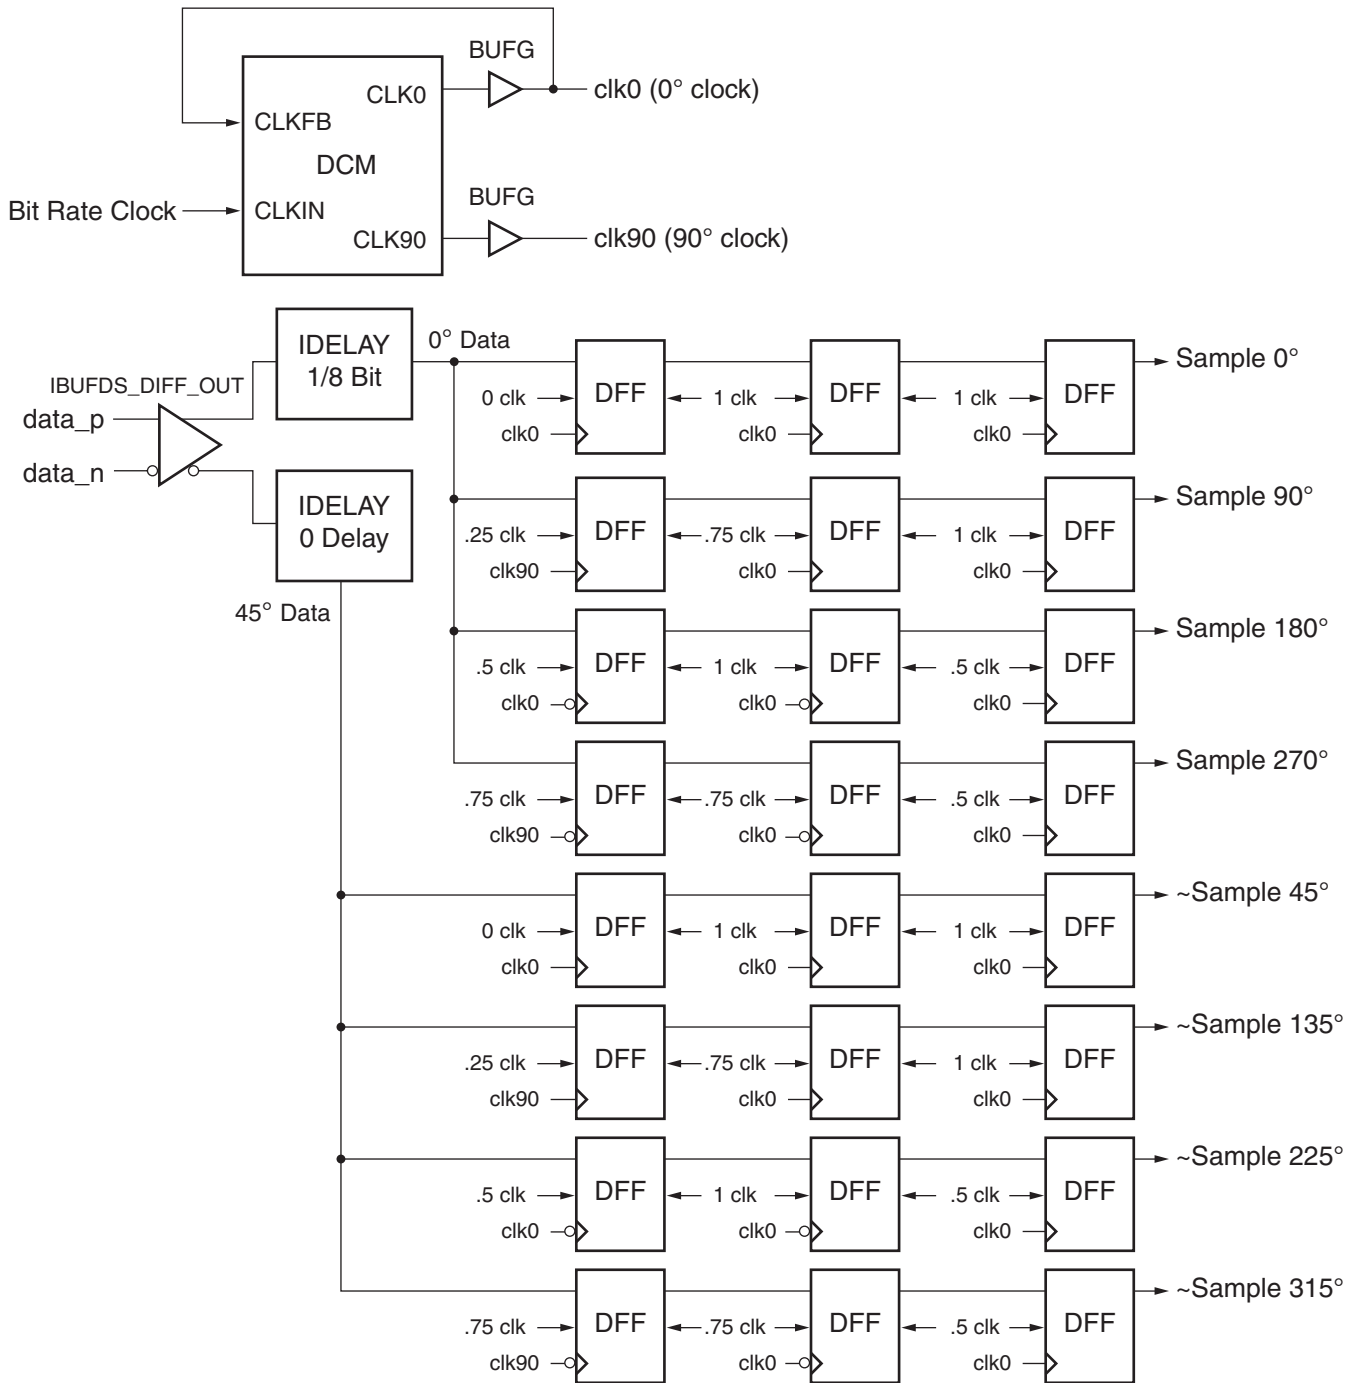 BUFG
CLK0
clk0 (0° clock)
CLKFB
DCM
Bit Rate Clock
CLKIN
BUFG
CLK90
clk90 (90° clock)
IDELAY
1/8 Bit
0° Data
IBUFDS_DIFF_OUT
data_p
data_n
IDELAY
0 Delay
45° Data
0 clk DFF 1 clk DFF 1 clk DFF Sample 0°
clk0 clk0 clk0
.25 clk DFF .75 clk DFF 1 clk DFF Sample 90°
clk90 clk0 clk0
.5 clk DFF 1 clk DFF .5 clk DFF Sample 180°
clk0 clk0 clk0
.75 clk DFF .75 clk DFF .5 clk DFF Sample 270°
clk90 clk0 clk0
0 clk DFF 1 clk DFF 1 clk DFF ~Sample 45°
clk0 clk0 clk0
.25 clk DFF .75 clk DFF 1 clk DFF ~Sample 135°
clk90 clk0 clk0
.5 clk DFF 1 clk DFF .5 clk DFF ~Sample 225°
clk0 clk0 clk0
.75 clk DFF .75 clk DFF .5 clk DFF ~Sample 315°
clk90 clk0 clk0